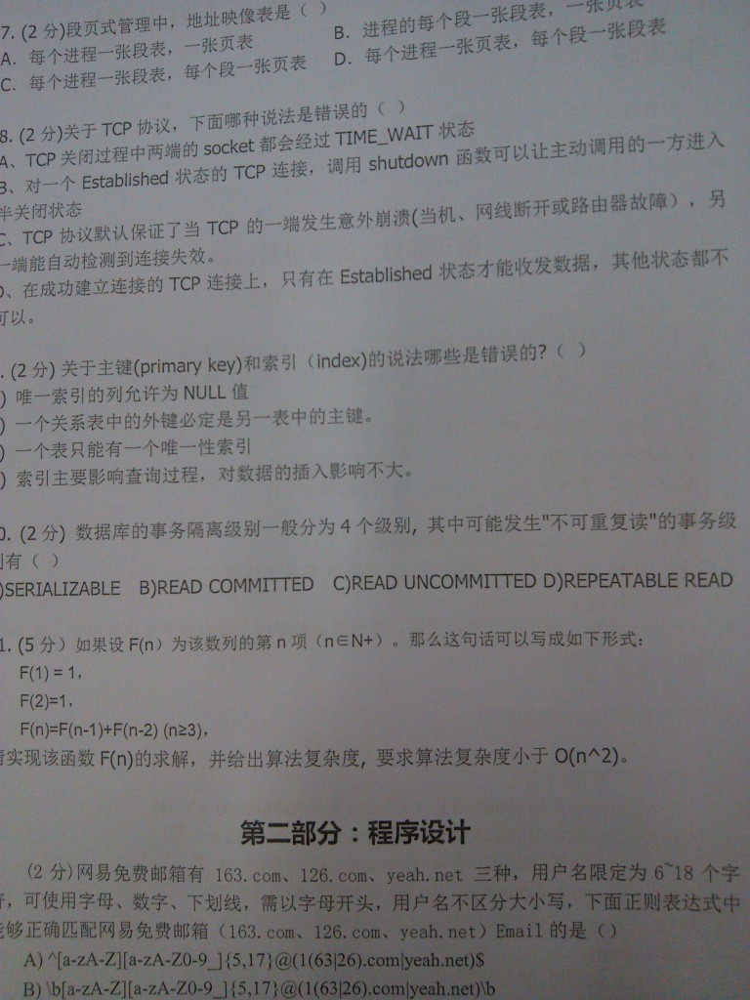 7. (2 分)段页式管理中，地址映像表是（ ）
A．每个进程一张段表，一张页表
B．进程的每个段一张段表，一张页表
C．每个进程一张段表，每个段一张页表
D．每个进程一张页表，每个段一张段表
8. (2 分)关于 TCP 协议，下面哪种说法是错误的（ ）
A、TCP 关闭过程中两端的 socket 都会经过 TIME_WAIT 状态
B、对一个 Established 状态的 TCP 连接，调用 shutdown 函数可以让主动调用的一方进入
半关闭状态
C、TCP 协议默认保证了当 TCP 的一端发生意外崩溃(当机、网线断开或路由器故障），另
一端能自动检测到连接失效。
D、在成功建立连接的 TCP 连接上，只有在 Established 状态才能收发数据，其他状态都不
可以。
. (2 分) 关于主键(primary key)和索引（index)的说法哪些是错误的?（ ）
) 唯一索引的列允许为 NULL 值
) 一个关系表中的外键必定是另一表中的主键。
) 一个表只能有一个唯一性索引
) 索引主要影响查询过程，对数据的插入影响不大。
0. (2 分) 数据库的事务隔离级别一般分为 4 个级别, 其中可能发生"不可重复读"的事务级
别有（ ）
)SERIALIZABLE B)READ COMMITTED C)READ UNCOMMITTED D)REPEATABLE READ
1. (5 分）如果设 F(n）为该数列的第 n 项（n∈N+）。那么这句话可以写成如下形式：
F(1) = 1，
F(2)=1，
F(n)=F(n-1)+F(n-2) (n≥3)，
请实现该函数 F(n)的求解，并给出算法复杂度, 要求算法复杂度小于 O(n^2)。
第二部分：程序设计
(2 分)网易免费邮箱有 163.com、126.com、yeah.net 三种，用户名限定为 6~18 个字
符，可使用字母、数字、下划线，需以字母开头，用户名不区分大小写，下面正则表达式中
能够正确匹配网易免费邮箱（163.com、126.com、yeah.net）Email 的是（）
A) ^[a-zA-Z][a-zA-Z0-9_]{5,17}@(1(63|26).com|yeah.net)$
B) \b[a-zA-Z][a-zA-Z0-9_]{5,17}@(1(63|26).com|yeah.net)\b